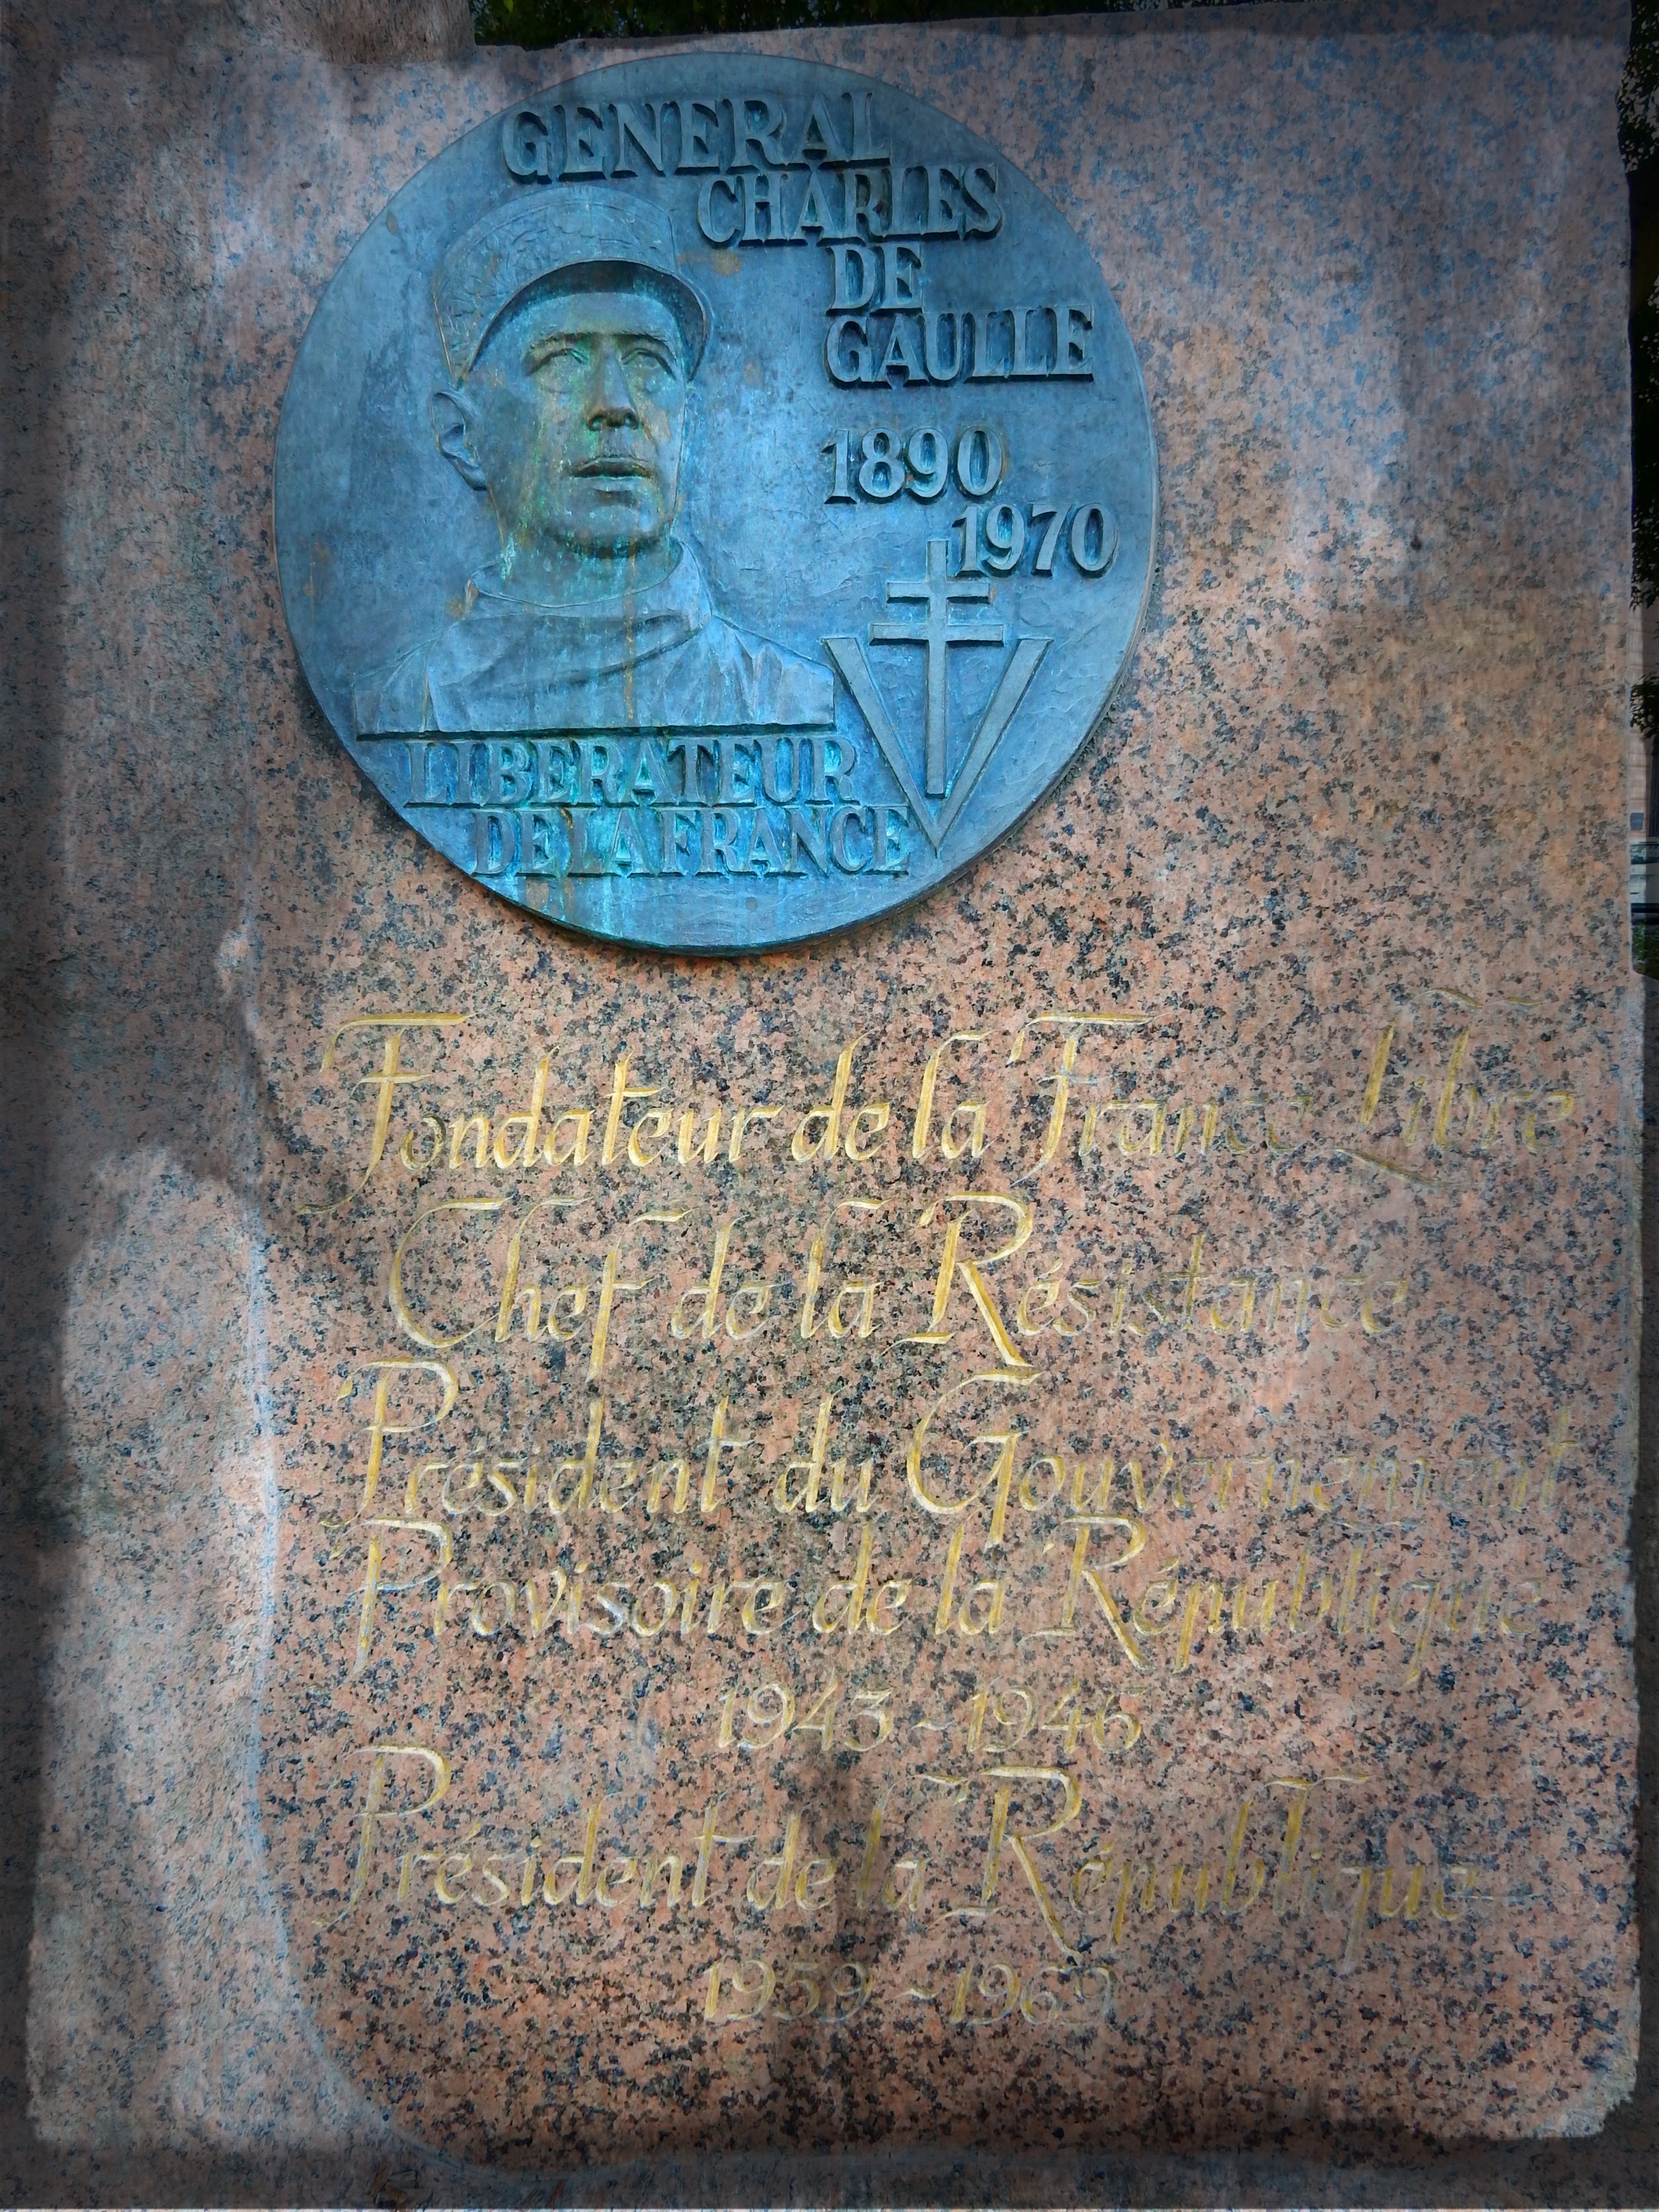 GENERAL
CHARLES
DE
GAULLE
1890
1970
LIBERATEUR
DE LA FRANCE
Fondateur de la France Libre
Chef de la Résistance
Président du Gouvernement
Provisoire de la République
1943 ~ 1946
Président de la République
1959 ~ 1969